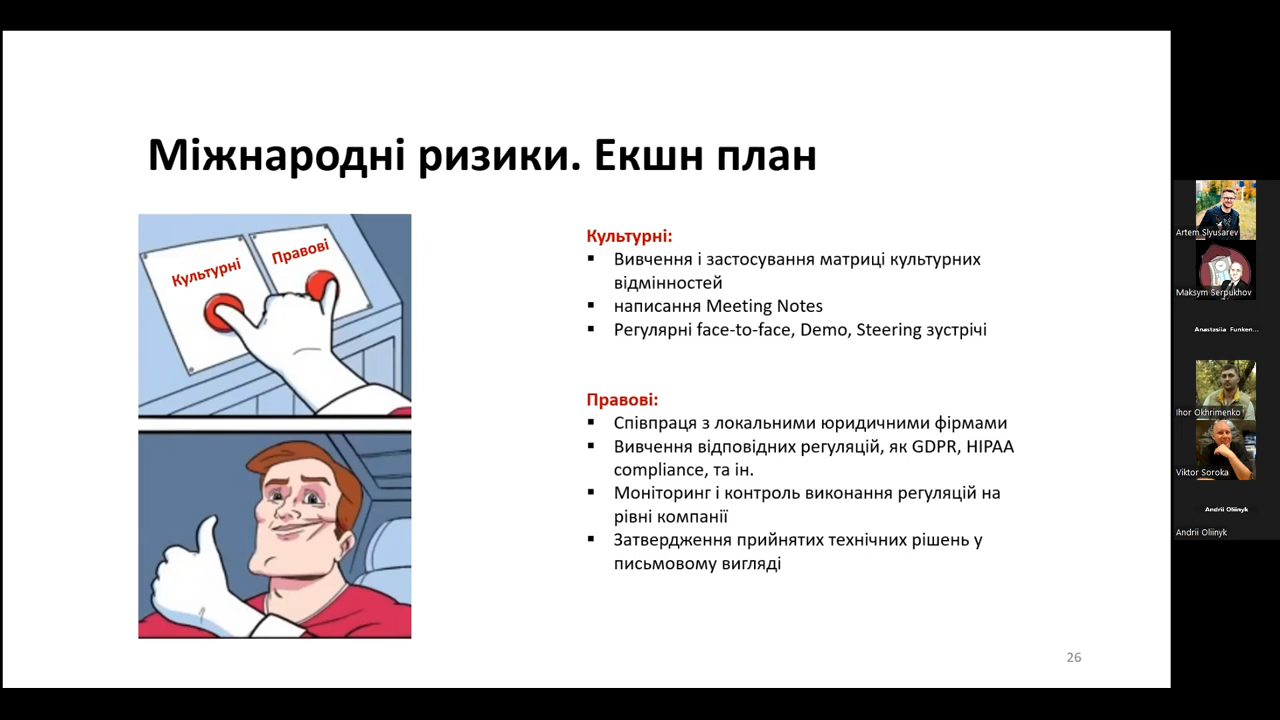 Міжнародні ризики. Екшн план
Культурні
Правові
Культурні:
▪ Вивчення і застосування матриці культурних
відмінностей
▪ написання Meeting Notes
▪ Регулярні face-to-face, Demo, Steering зустрічі
Правові:
▪ Співпраця з локальними юридичними фірмами
▪ Вивчення відповідних регуляцій, як GDPR, HIPAA
compliance, та ін.
▪ Моніторинг і контроль виконання регуляцій на
рівні компанії
▪ Затвердження прийнятих технічних рішень у
письмовому вигляді
26
Artem Slyusarev
Maksym Serpukhov
Anastasiia Funken...
Ihor Okhrimenko
Viktor Soroka
Andrii Oliinyk
Andrii Oliinyk